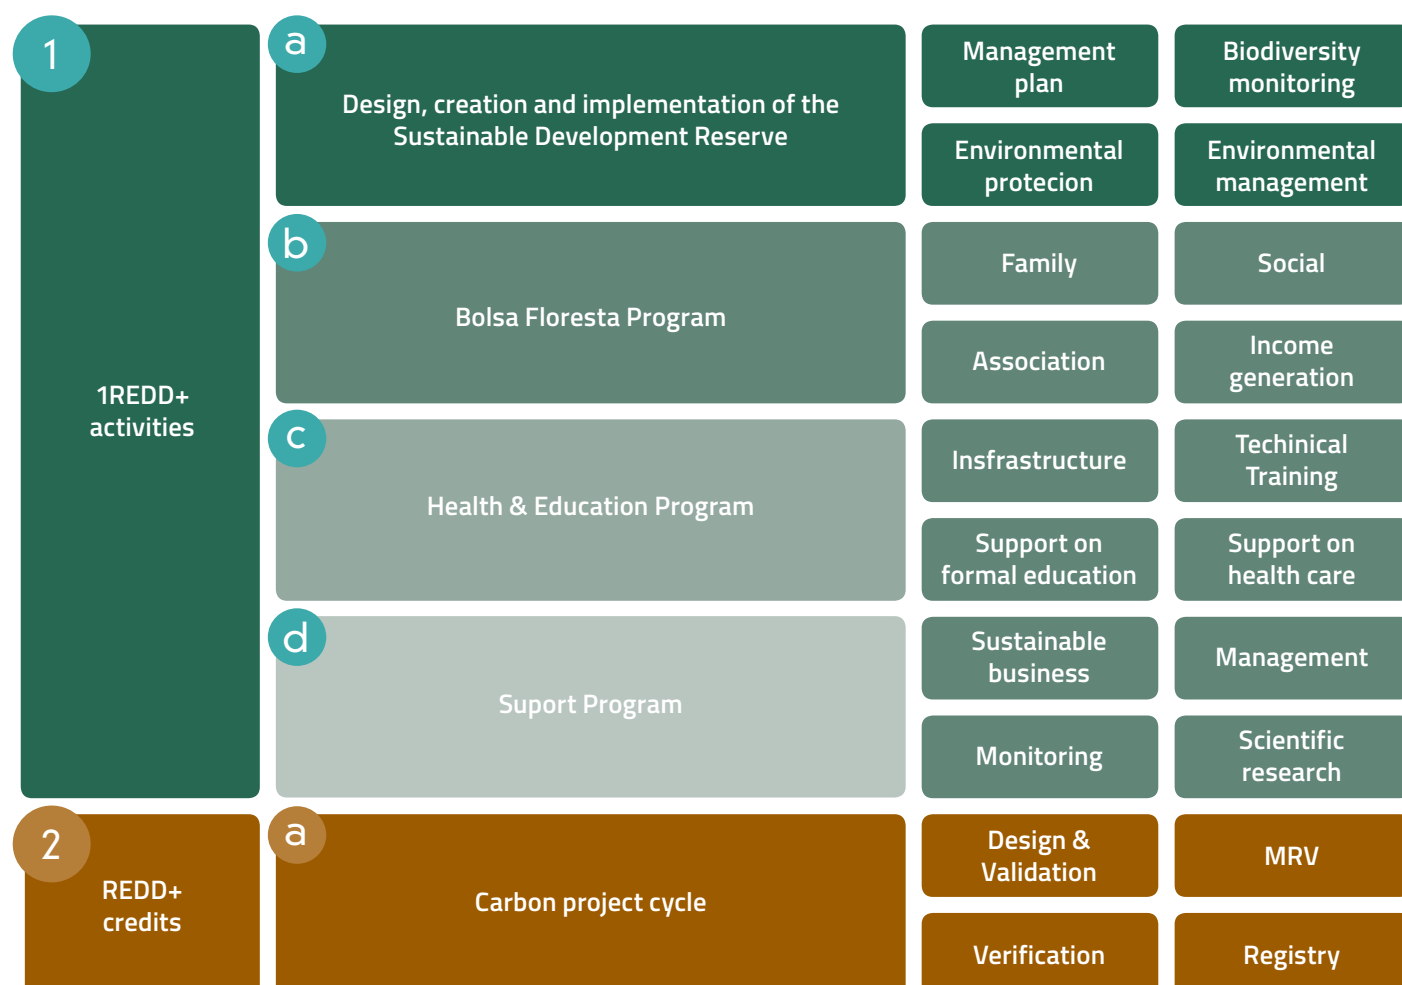 1
1REDD+
activities
a
Design, creation and implementation of the
Sustainable Development Reserve
Management
plan
Biodiversity
monitoring
Environmental
protecion
Environmental
management
b
Bolsa Floresta Program
Family
Social
Association
Income
generation
c
Health & Education Program
Insfrastructure
Techinical
Training
Support on
formal education
Support on
health care
d
Suport Program
Sustainable
business
Management
Monitoring
Scientific
research
2
REDD+
credits
a
Carbon project cycle
Design &
Validation
MRV
Verification
Registry